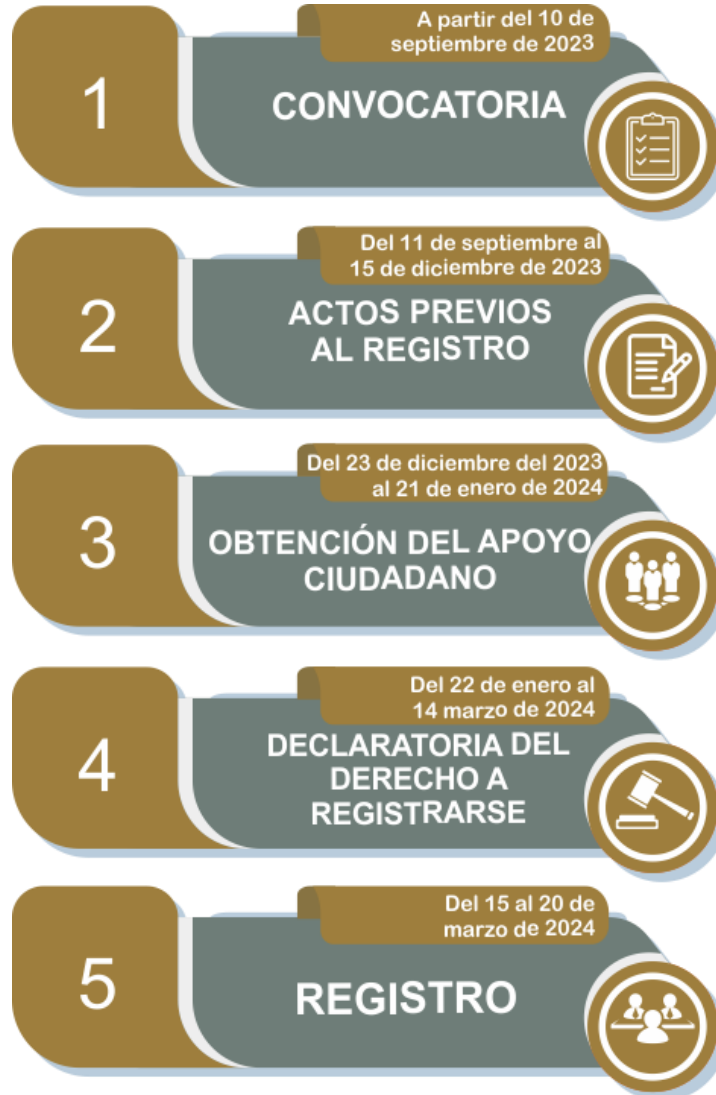 A partir del 10 de
septiembre de 2023
1
CONVOCATORIA
Del 11 de septiembre al
15 de diciembre de 2023
2
ACTOS PREVIOS
AL REGISTRO
Del 23 de diciembre del 2023
al 21 de enero de 2024
3
OBTENCIÓN DEL APOYO
CIUDADANO
Del 22 de enero al
14 marzo de 2024
4
DECLARATORIA DEL
DERECHO A
REGISTRARSE
Del 15 al 20 de
marzo de 2024
5
REGISTRO